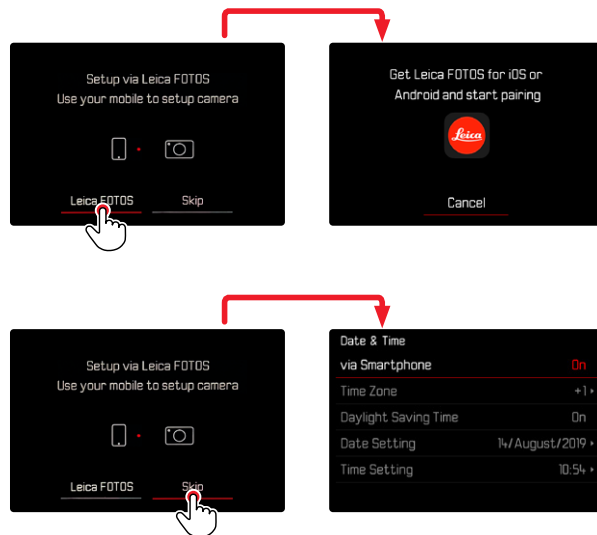 Setup via Leica FOTOS
Use your mobile to setup camera
Leica FOTOS Skip
Get Leica FOTOS for iOS or
Android and start pairing
Leica
Cancel
Setup via Leica FOTOS
Use your mobile to setup camera
Leica FOTOS Skip
Date & Time
via Smartphone On
Time Zone +1
Daylight Saving Time On
Date Setting 14/August/2019
Time Setting 10:54